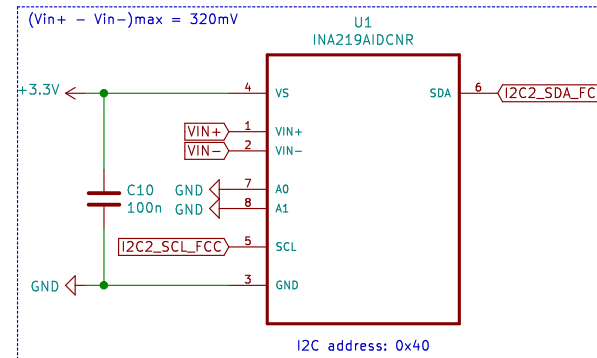 (Vin+ - Vin-)max = 320mV
U1
INA219AIDCNR
+3.3V
4 VS
SDA 6
I2C2_SDA_FC
VIN+ 1 VIN+
VIN- 2 VIN-
C10
100n
GND 7 A0
GND 8 A1
I2C2_SCL_FCC 5 SCL
GND 3 GND
I2C address: 0x40